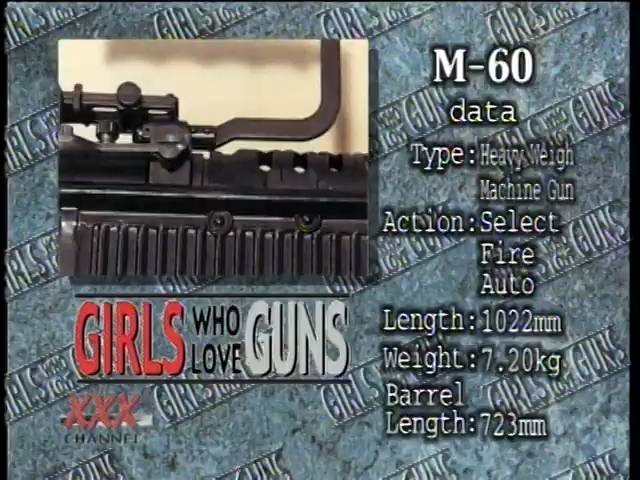 M-60
data
Type: Heavy Weigh
Machine Gun
Action: Select
Fire
Auto
Length: 1022mm
Weight: 7.20kg
Barrel
Length: 723mm
GIRLS WHO LOVE GUNS
XXX
CHANNEL